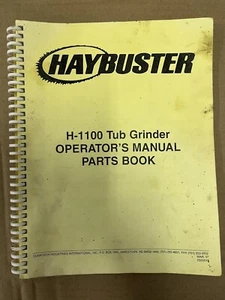 HAYBUSTER
H-1100 Tub Grinder
OPERATOR'S MANUAL
PARTS BOOK